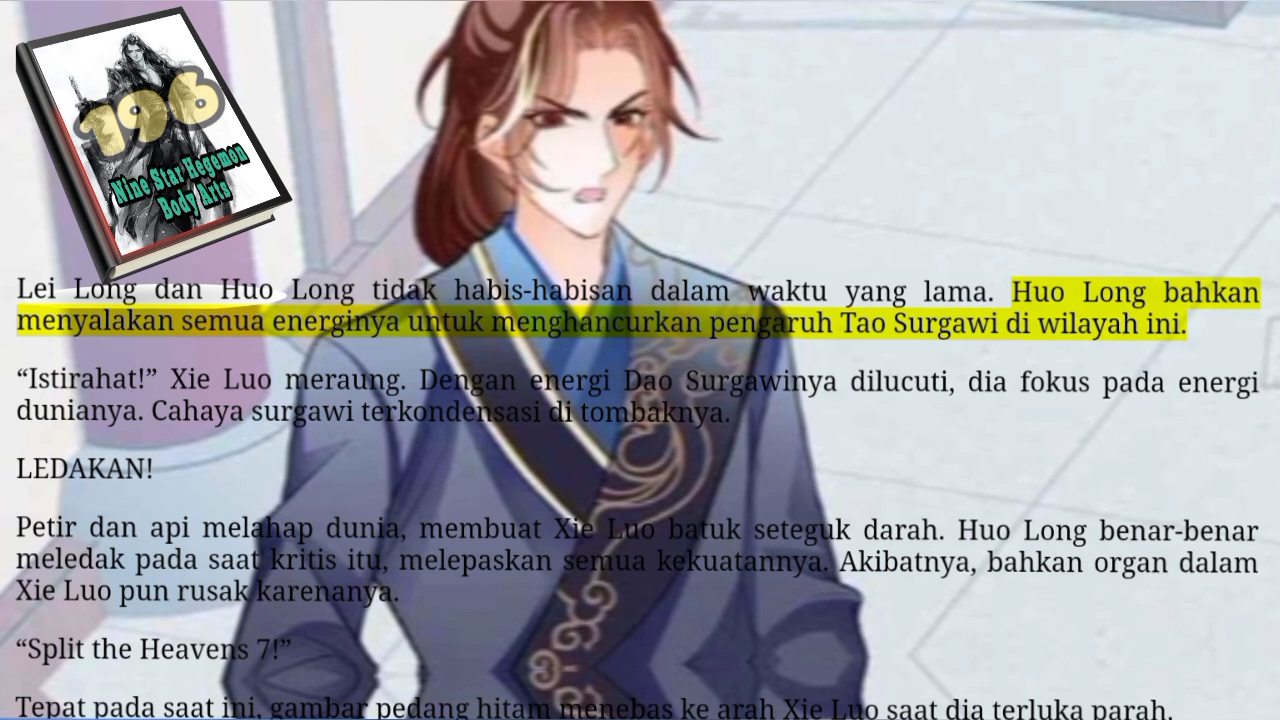 196
Nine Star Hegemon
Body Arts
Lei Long dan Huo Long tidak habis-habisan dalam waktu yang lama. Huo Long bahkan
menyalakan semua energinya untuk menghancurkan pengaruh Tao Surgawi di wilayah ini.
“Istirahat!” Xie Luo meraung. Dengan energi Dao Surgawinya dilucuti, dia fokus pada energi
dunianya. Cahaya surgawi terkondensasi di tombaknya.
LEDAKAN!
Petir dan api melahap dunia, membuat Xie Luo batuk seteguk darah. Huo Long benar-benar
meledak pada saat kritis itu, melepaskan semua kekuatannya. Akibatnya, bahkan organ dalam
Xie Luo pun rusak karenanya.
“Split the Heavens 7!”
Tepat pada saat ini, gambar pedang hitam menebas ke arah Xie Luo saat dia terluka parah.